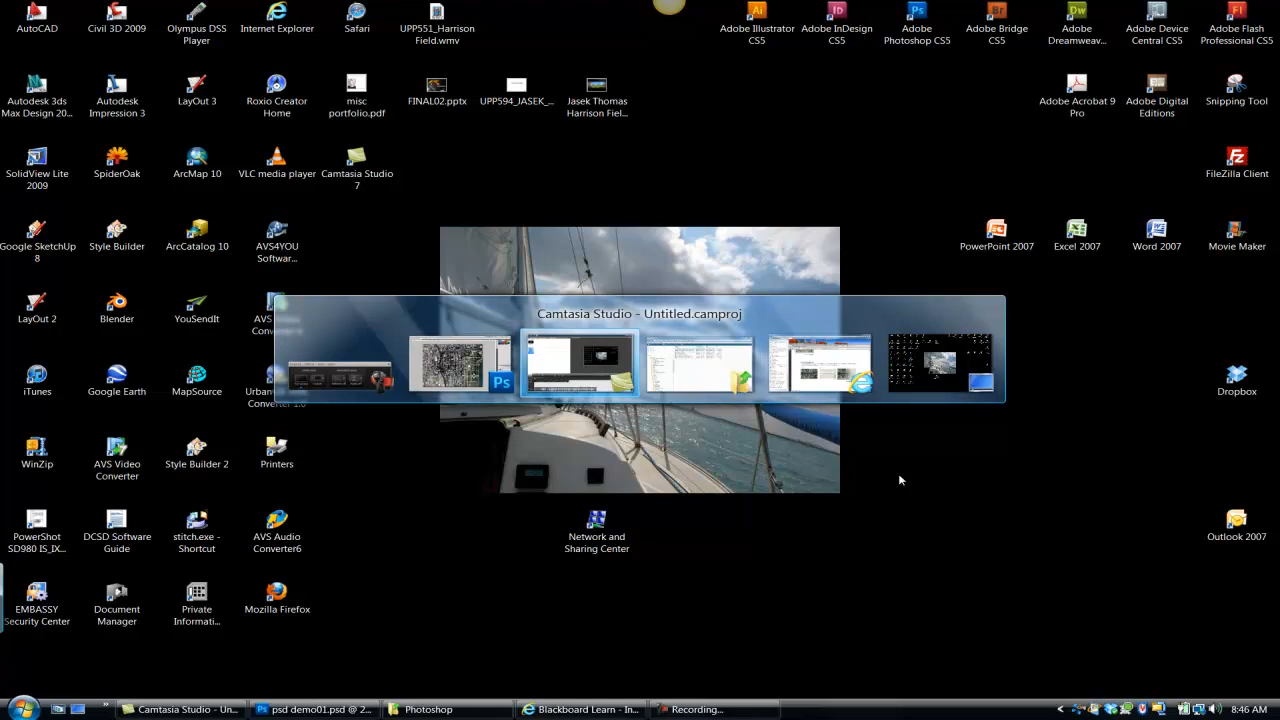 AutoCAD
Civil 3D 2009
Olympus DSS
Player
Internet Explorer
Safari
UPP551_Harrison
Field.wmv
Adobe Illustrator
CS5
Adobe InDesign
CS5
Adobe
Photoshop CS5
Adobe Bridge
CS5
Adobe
Dreamweav...
Adobe Device
Central CS5
Adobe Flash
Professional CS5
Autodesk 3ds
Max Design 20...
Autodesk
Impression 3
LayOut 3
Roxio Creator
Home
misc
portfolio.pdf
FINAL02.pptx
UPP594_JASEK_...
Jasek Thomas
Harrison Fiel...
Adobe Acrobat 9
Pro
Adobe Digital
Editions
Snipping Tool
SolidView Lite
2009
SpiderOak
ArcMap 10
VLC media player
Camtasia Studio
7
FileZilla Client
Google SketchUp
8
Style Builder
ArcCatalog 10
AVS4YOU
Softwar...
PowerPoint 2007
Excel 2007
Word 2007
Movie Maker
LayOut 2
Blender
YouSendIt
Camtasia Studio - Untitled.camproj
Ps
iTunes
Google Earth
MapSource
Dropbox
WinZip
AVS Video
Converter
Style Builder 2
Printers
PowerShot
SD980 IS_IX...
DCSD Software
Guide
stitch.exe -
Shortcut
AVS Audio
Converter6
Network and
Sharing Center
Outlook 2007
EMBASSY
Security Center
Document
Manager
Private
Informati...
Mozilla Firefox
Camtasia Studio - Un...
psd demo01.psd @ 2...
Photoshop
Blackboard Learn - In...
Recording...
8:46 AM